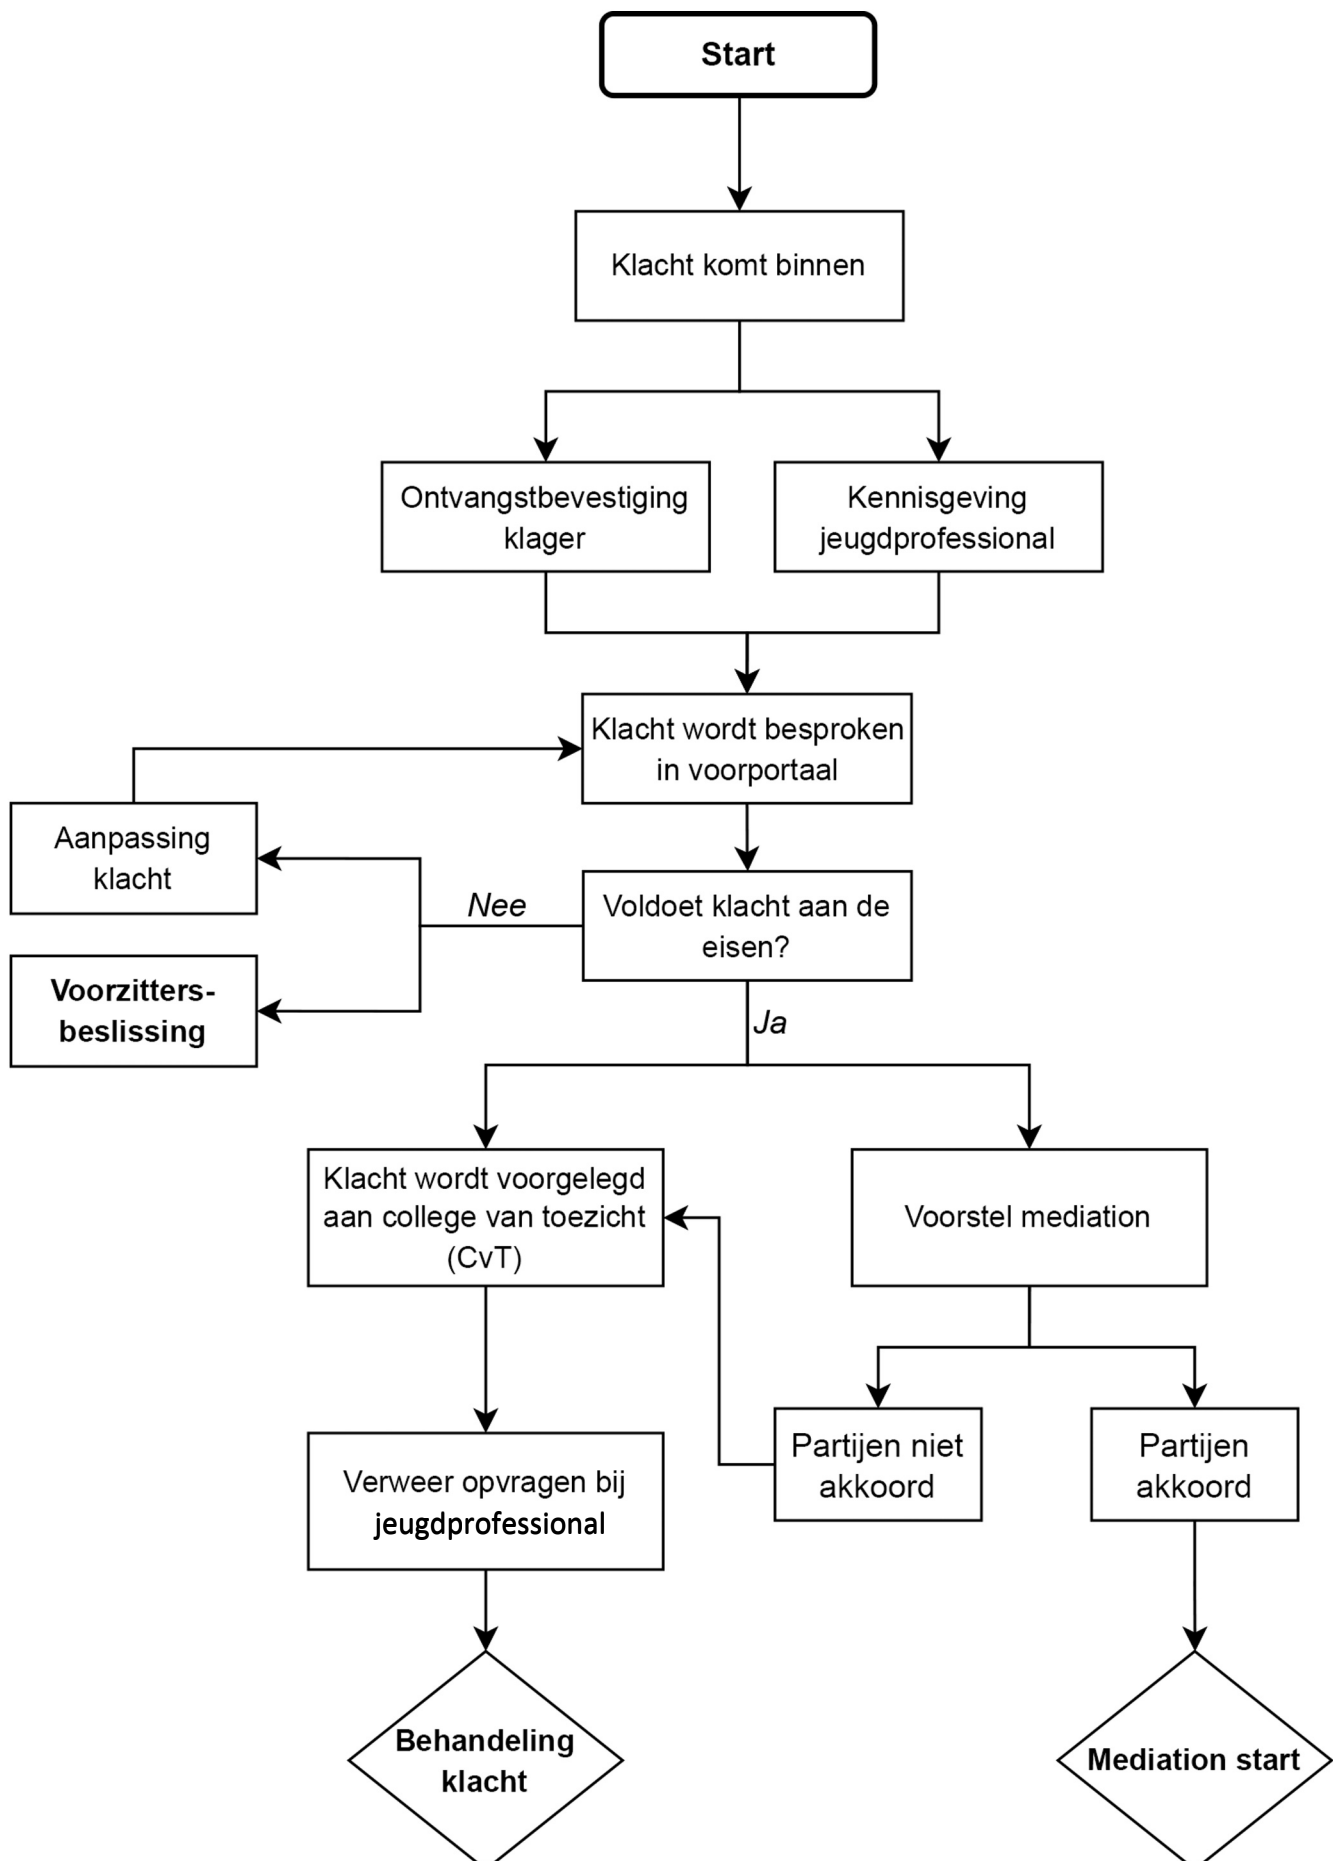 Start
Klacht komt binnen
Ontvangstbevestiging
klager
Kennisgeving
jeugdprofessional
Klacht wordt besproken
in voorportaal
Aanpassing
klacht
Nee
Voldoet klacht aan de
eisen?
Voorzitters-
beslissing
Ja
Klacht wordt voorgelegd
aan college van toezicht
(CvT)
Voorstel mediation
Partijen niet
akkoord
Partijen
akkoord
Verweer opvragen bij
jeugdprofessional
Behandeling
klacht
Mediation start